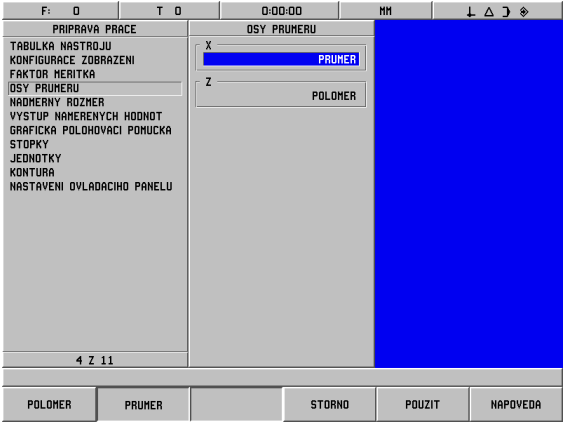 F: 0 T 0 0:00:00 MM
PRIPRAVA PRACE
TABULKA NASTROJU
KONFIGURACE ZOBRAZENI
FAKTOR MERITKA
OSY PRUMERU
NADMERNY ROZMER
VYSTUP NAMERENYCH HODNOT
GRAFICKA POLOHOVACI POMUCKA
STOPKY
JEDNOTKY
KONTURA
NASTAVENI OVLADACIHO PANELU
4 Z 11
OSY PRUMERU
X
PRUMER
Z
POLOMER
POLOMER PRUMER STORNO POUZIT NAPOVEDA